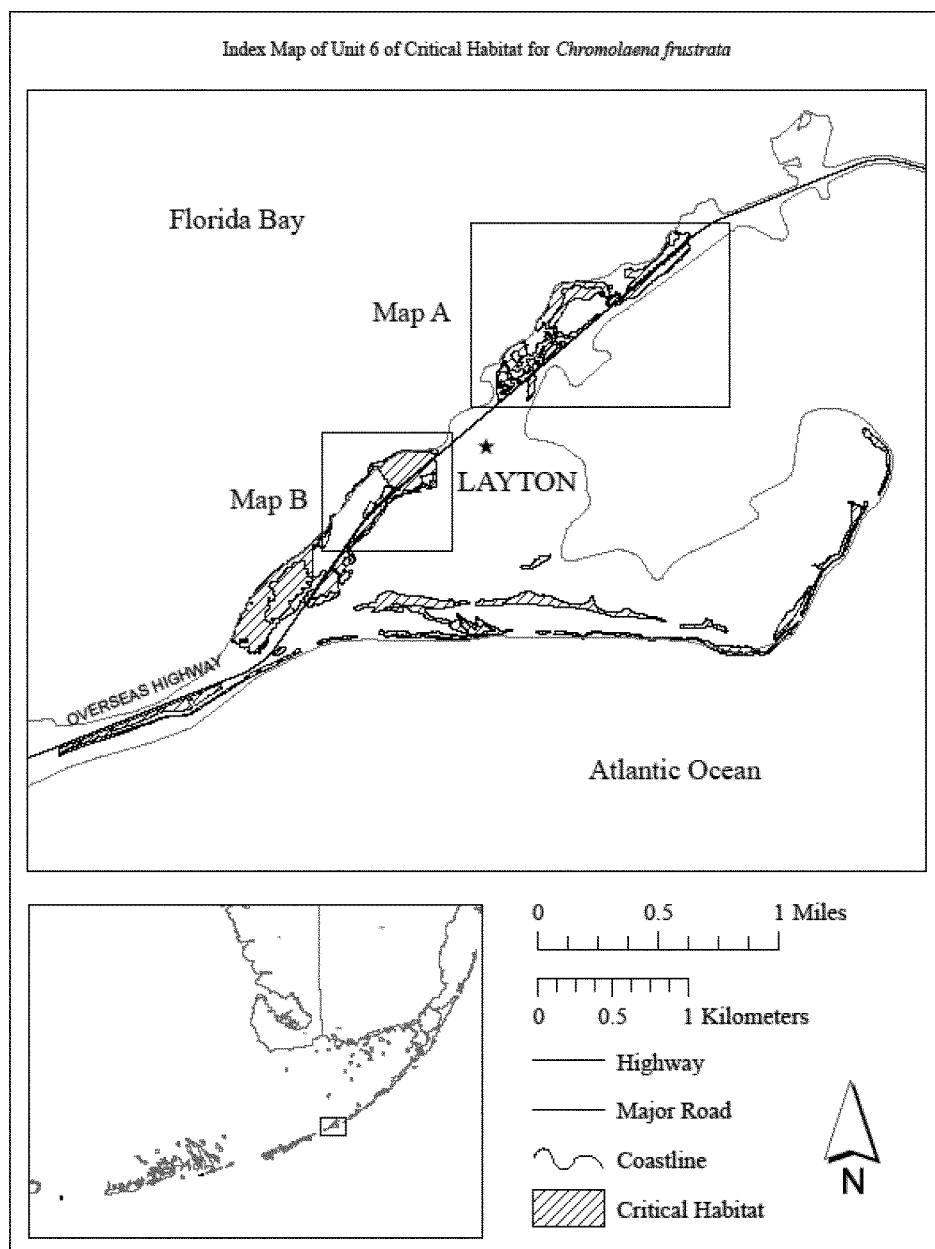 Index Map of Unit 6 of Critical Habitat for Chromolaena frustrata
Florida Bay
Map A
LAYTON
Map B
OVERSEAS HIGHWAY
Atlantic Ocean
0 0.5 1 Miles
0 0.5 1 Kilometers
Highway
Major Road
Coastline
Critical Habitat
N